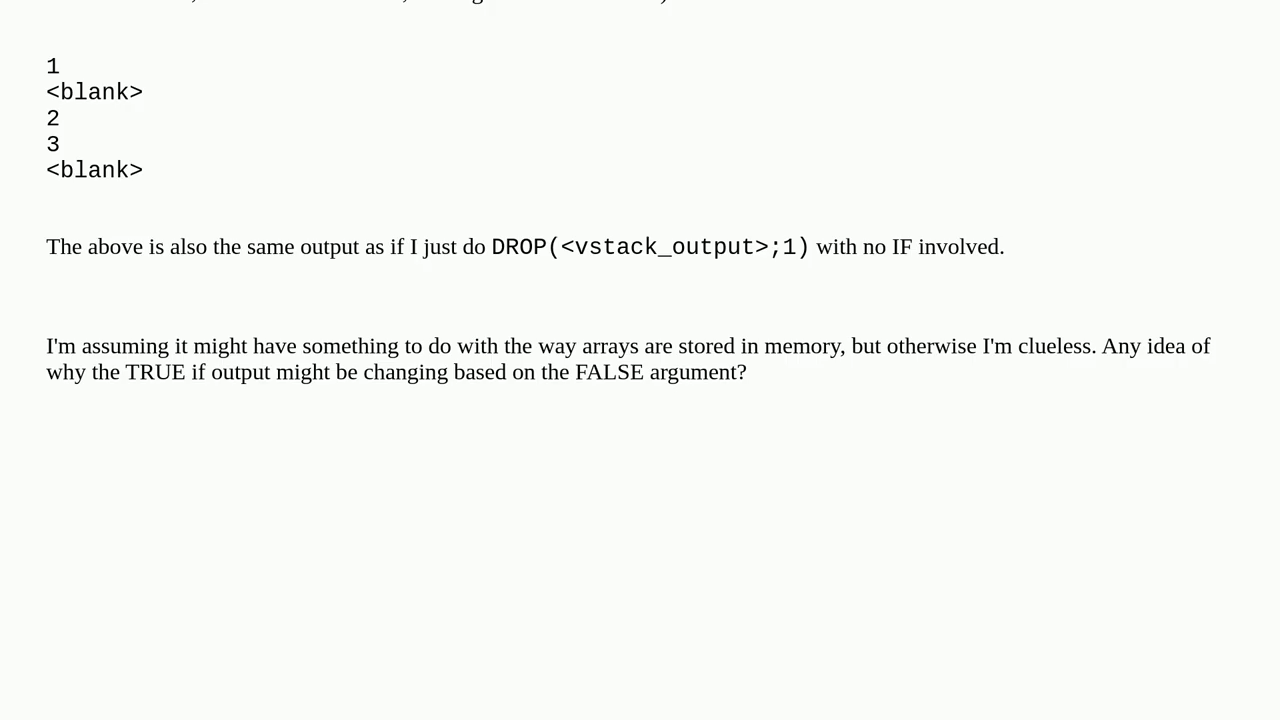 1
<blank>
2
3
<blank>
The above is also the same output as if I just do DROP(<vstack_output>;1) with no IF involved.
I'm assuming it might have something to do with the way arrays are stored in memory, but otherwise I'm clueless. Any idea of
why the TRUE if output might be changing based on the FALSE argument?